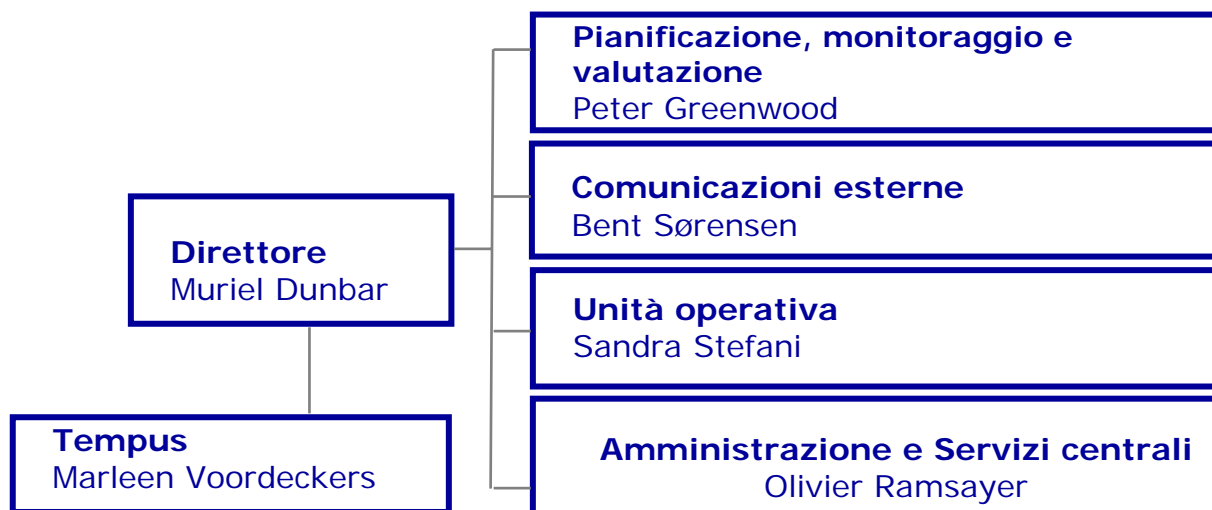 Pianificazione, monitoraggio e
valutazione
Peter Greenwood
Comunicazioni esterne
Bent Sørensen
Direttore
Muriel Dunbar
Unità operativa
Sandra Stefani
Tempus
Marleen Voordeckers
Amministrazione e Servizi centrali
Olivier Ramsayer